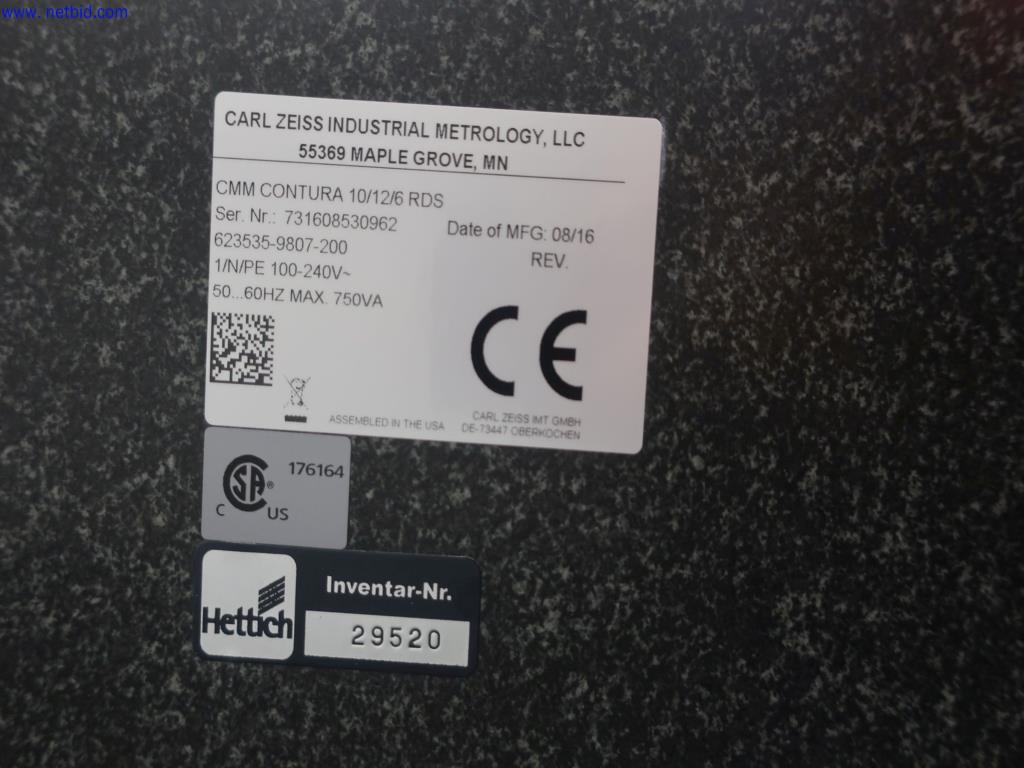 www.netbid.com
CARL ZEISS INDUSTRIAL METROLOGY, LLC
55369 MAPLE GROVE, MN
CMM CONTURA 10/12/6 RDS
Ser. Nr.: 731608530962
623535-9807-200
1/N/PE 100-240V~
50...60HZ MAX. 750VA
Date of MFG: 08/16
REV.
CE
ASSEMBLED IN THE USA
CARL ZEISS IMT GMBH
DE-73447 OBERKOCHEN
CSA® 176164
C US
Hettich
Inventar-Nr.
29520